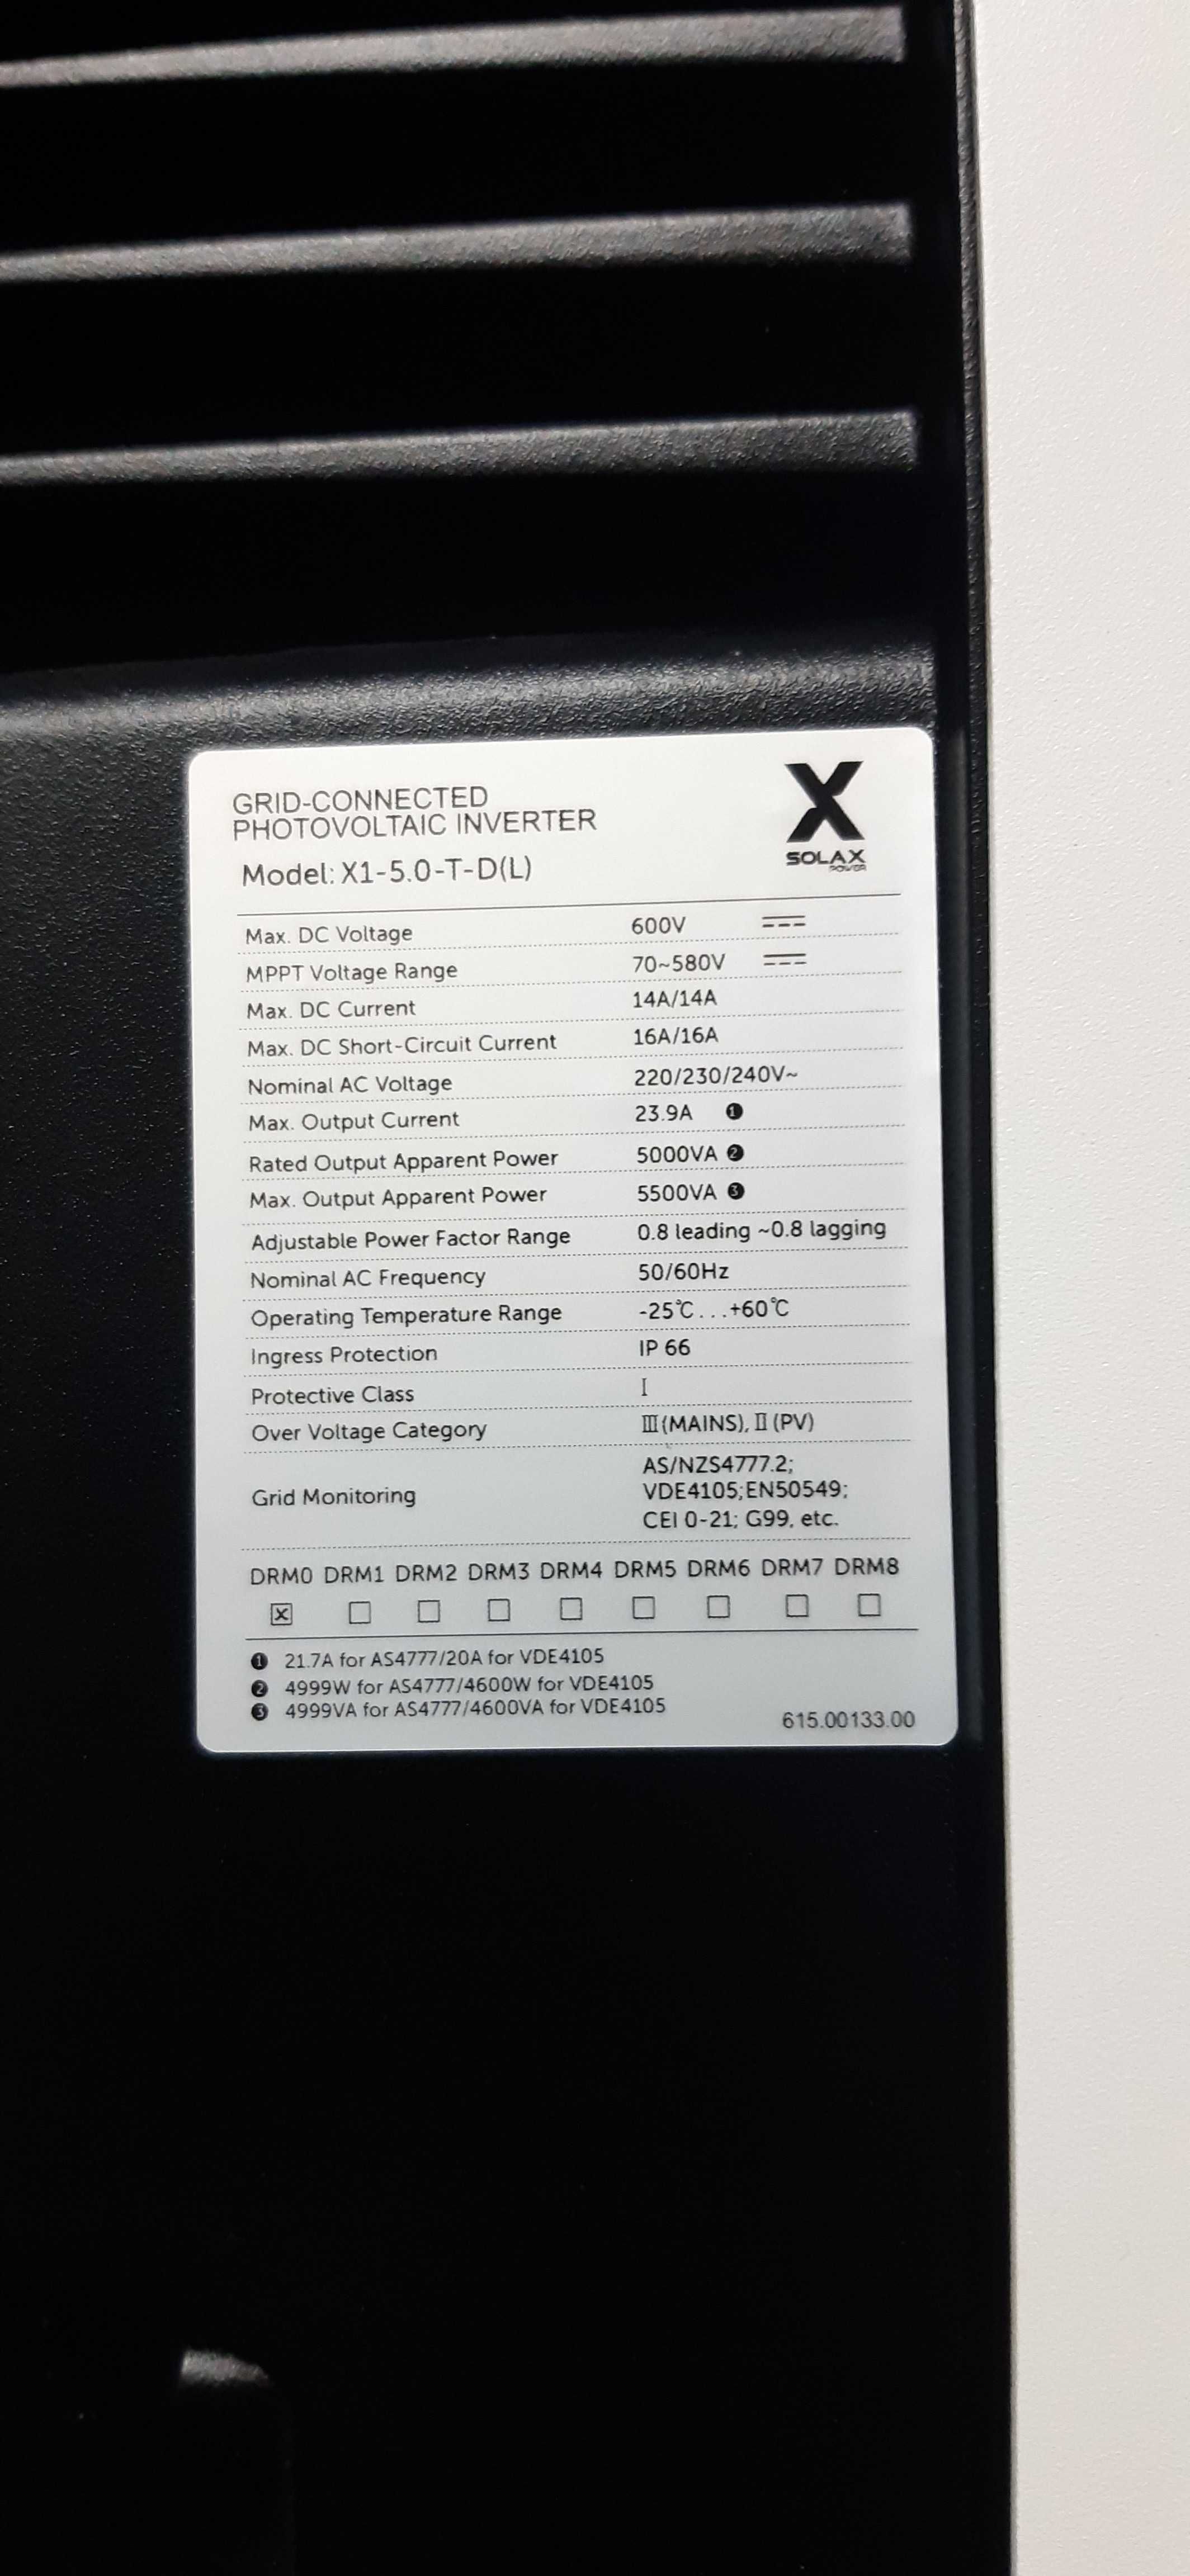 GRID-CONNECTED
PHOTOVOLTAIC INVERTER
Model: X1-5.0-T-D(L)
SOLAX
POWER
Max. DC Voltage 600V
MPPT Voltage Range 70~580V
Max. DC Current 14A/14A
Max. DC Short-Circuit Current 16A/16A
Nominal AC Voltage 220/230/240V~
Max. Output Current 23.9A ❶
Rated Output Apparent Power 5000VA ❷
Max. Output Apparent Power 5500VA ❸
Adjustable Power Factor Range 0.8 leading ~0.8 lagging
Nominal AC Frequency 50/60Hz
Operating Temperature Range -25℃...+60℃
Ingress Protection IP 66
Protective Class I
Over Voltage Category Ⅲ(MAINS), Ⅱ(PV)
Grid Monitoring AS/NZS4777.2;
VDE4105;EN50549;
CEI 0-21; G99, etc.
DRM0 DRM1 DRM2 DRM3 DRM4 DRM5 DRM6 DRM7 DRM8
☒ ☐ ☐ ☐ ☐ ☐ ☐ ☐ ☐
❶ 21.7A for AS4777/20A for VDE4105
❷ 4999W for AS4777/4600W for VDE4105
❸ 4999VA for AS4777/4600VA for VDE4105
615.00133.00